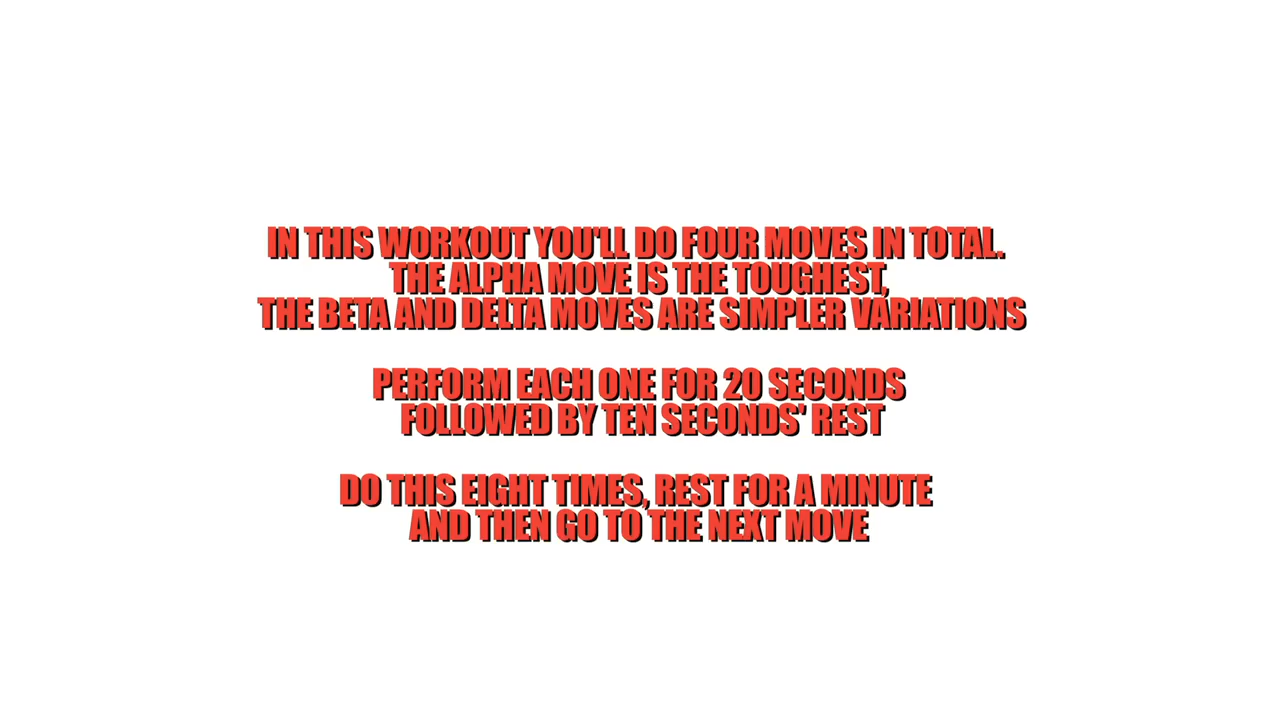 IN THIS WORKOUT YOU'LL DO FOUR MOVES IN TOTAL.
THE ALPHA MOVE IS THE TOUGHEST,
THE BETA AND DELTA MOVES ARE SIMPLER VARIATIONS
PERFORM EACH ONE FOR 20 SECONDS
FOLLOWED BY TEN SECONDS' REST
DO THIS EIGHT TIMES, REST FOR A MINUTE
AND THEN GO TO THE NEXT MOVE